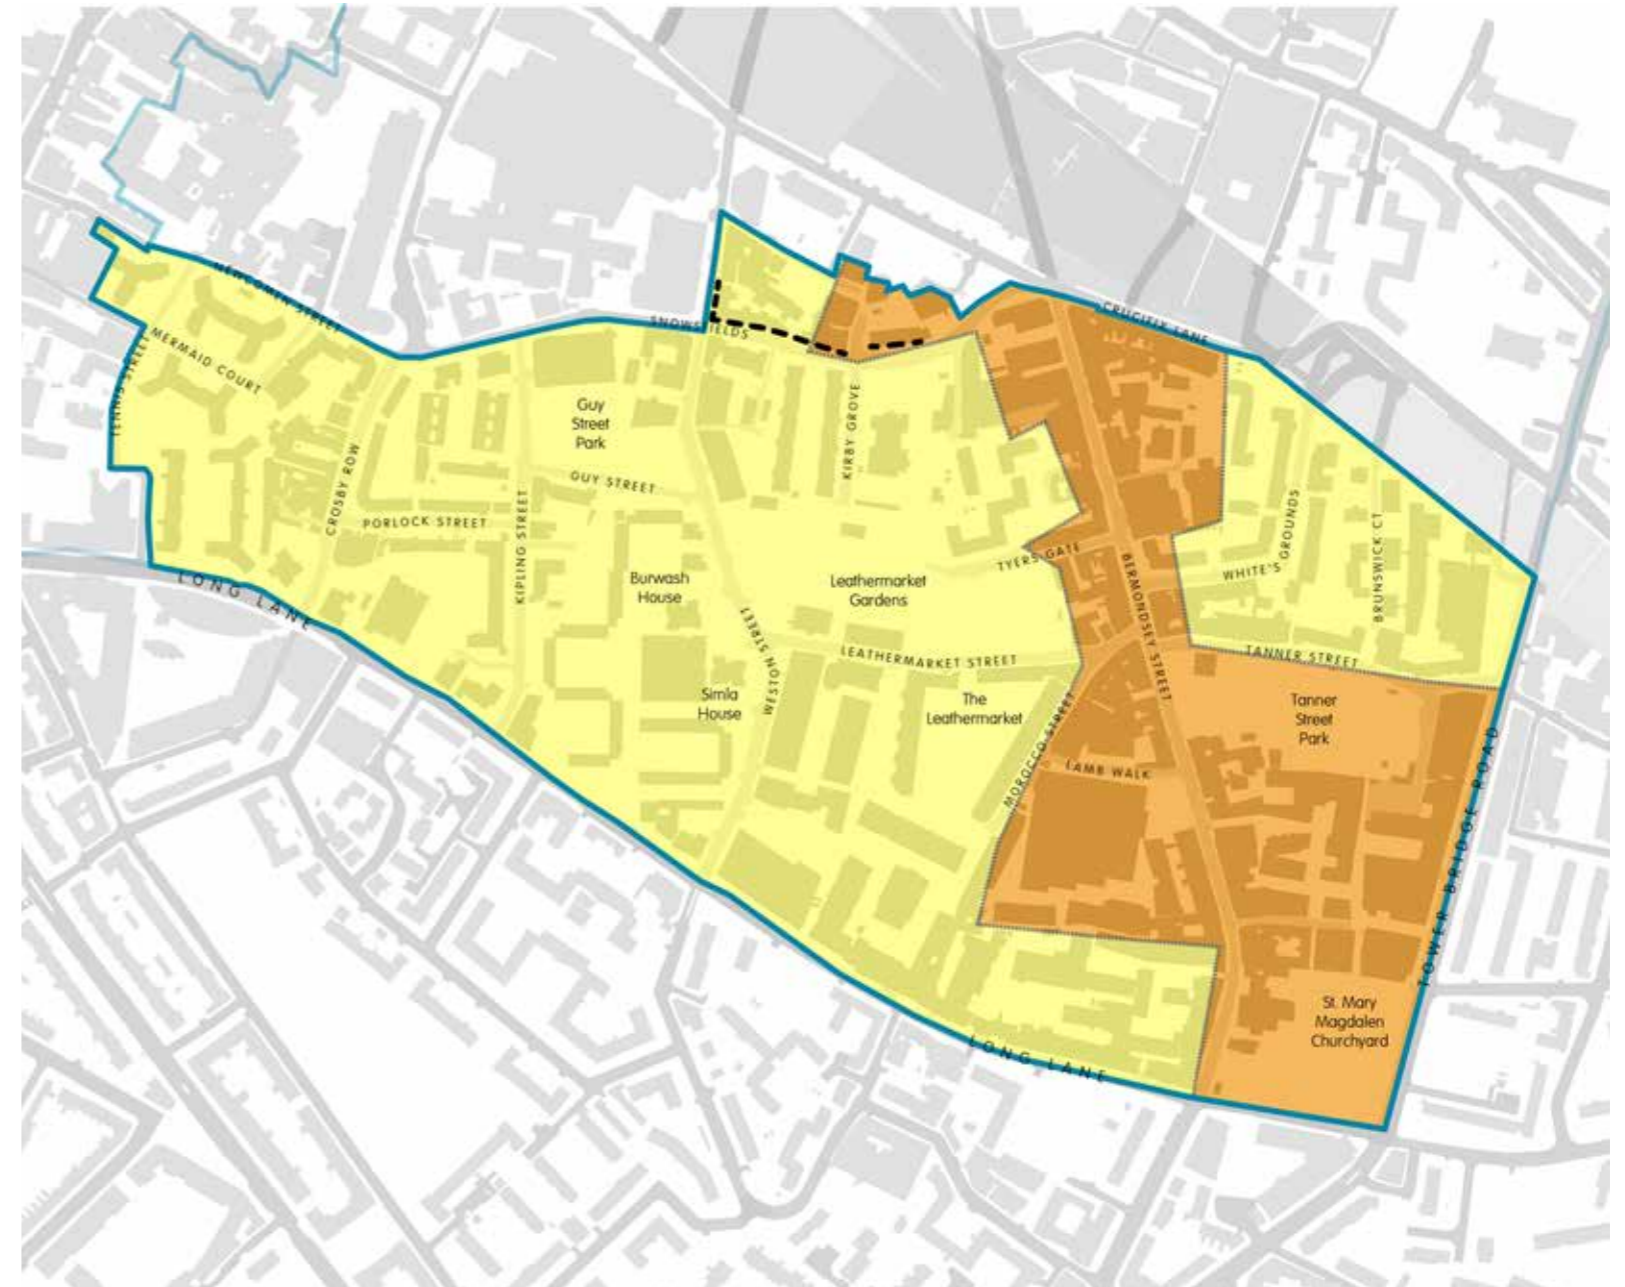 NEWCOMEN STREET
CRUCIFIX LANE
SNOWSFIELDS
MERMAID COURT
TENNIS STREET
Guy
Street
Park
KIRBY GROVE
CROSBY ROW
GUY STREET
PORLOCK STREET
KIPLING STREET
WHITE'S GROUNDS
BRUNSWICK CT
TYERS GATE
BERMONDSEY STREET
LONG LANE
Burwash
House
Leathermarket
Gardens
WESTON STREET
LEATHERMARKET STREET
TANNER STREET
Simla
House
The
Leathermarket
MOROCCO STREET
Tanner
Street
Park
LAMB WALK
TOWER BRIDGE ROAD
St. Mary
Magdalen
Churchyard
LONG LANE